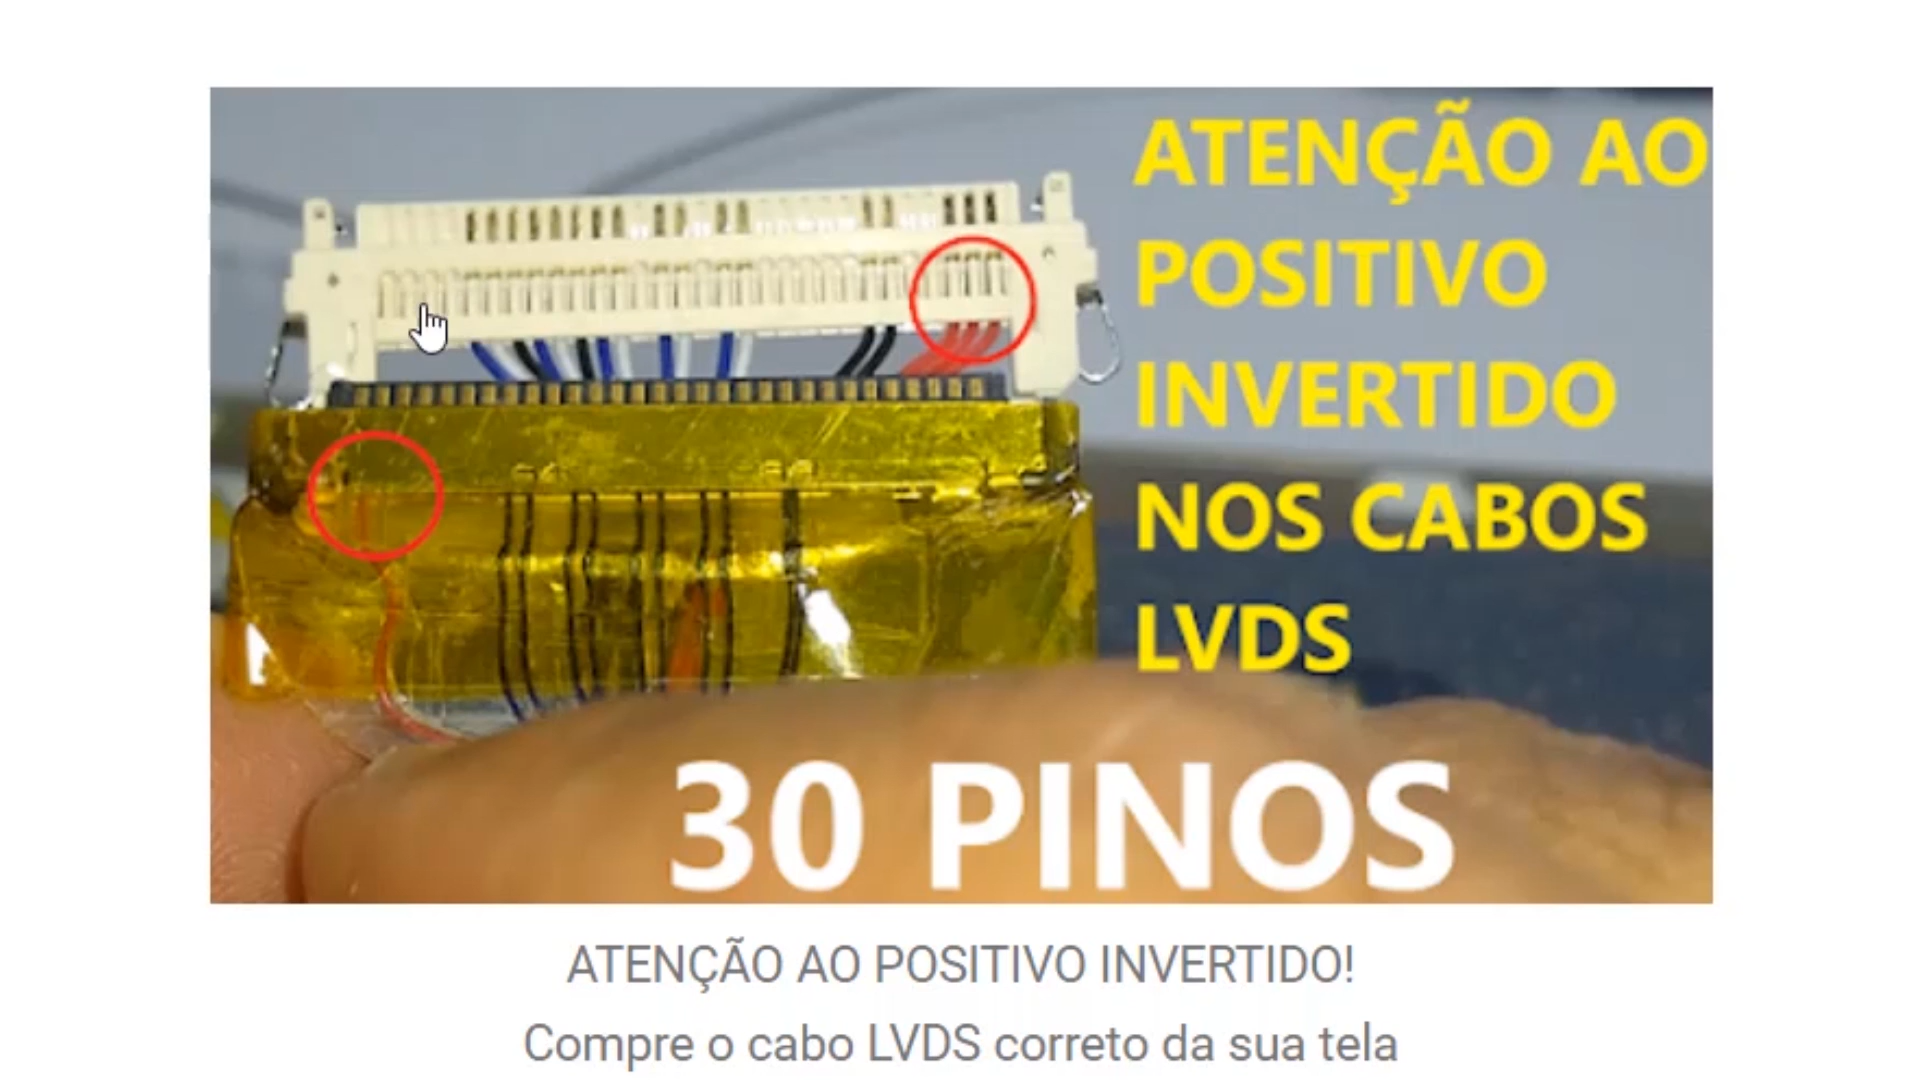 ATENÇÃO AO
POSITIVO
INVERTIDO
NOS CABOS
LVDS
30 PINOS
ATENÇÃO AO POSITIVO INVERTIDO!
Compre o cabo LVDS correto da sua tela